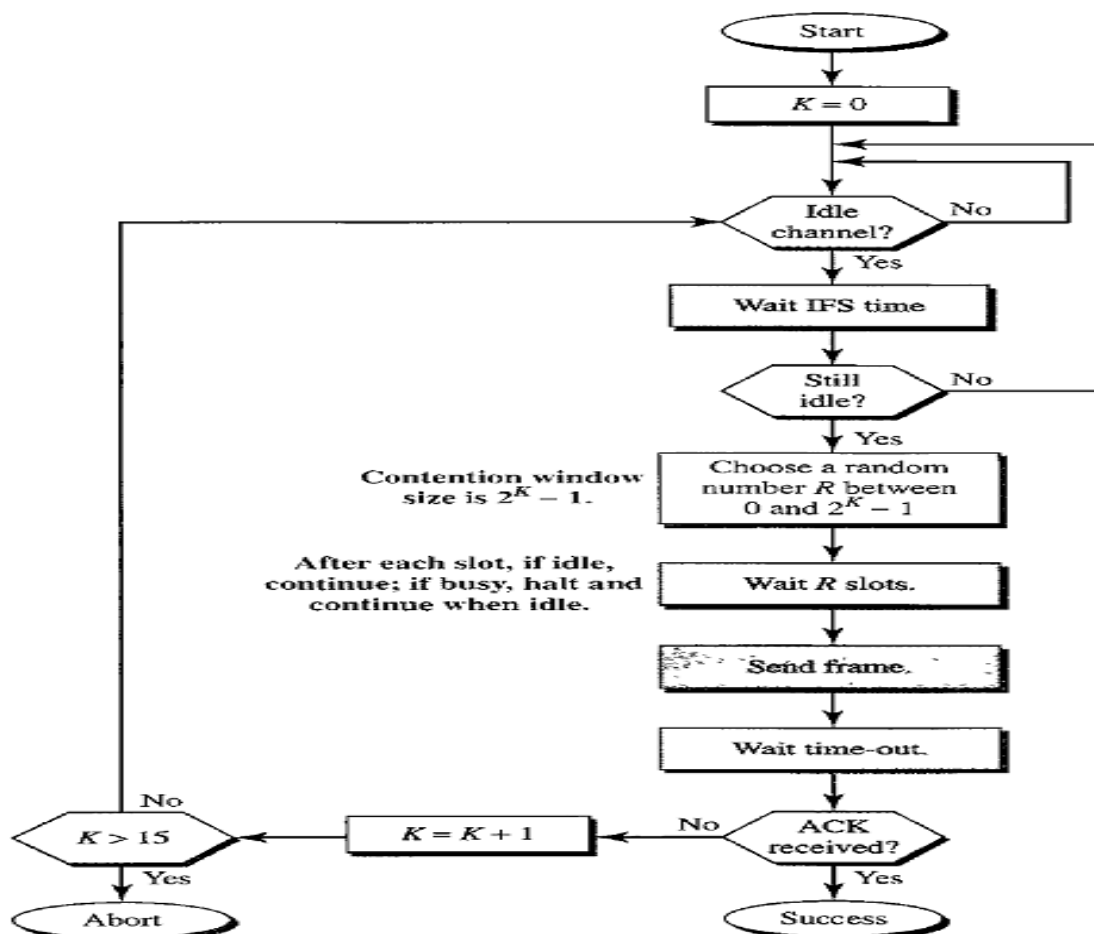 Start
K = 0
Idle
channel?
No
Yes
Wait IFS time
Still
idle?
No
Yes
Contention window
size is 2^K − 1.
Choose a random
number R between
0 and 2^K − 1
After each slot, if idle,
continue; if busy, halt and
continue when idle.
Wait R slots.
Send frame.
Wait time-out.
ACK
received?
No
Yes
K = K + 1
K > 15
No
Yes
Abort
Success